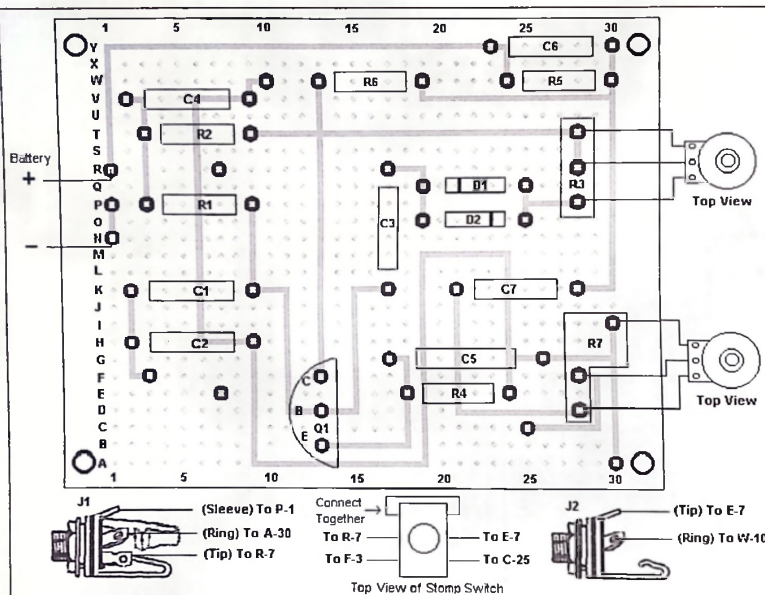 1 5 10 15 20 25 30
Y
X
W
V
U
T
S
R
Q
P
O
N
M
L
K
J
I
H
G
F
E
D
C
B
A
C6
R6
R5
C4
R2
Battery
+
−
R1
C3
D1
D2
R3
Top View
C1
C7
C2
C5
R7
R4
Top View
C
B
Q1
E
1 5 10 15 20 25 30
J1
(Sleeve) To P-1
(Ring) To A-30
(Tip) To R-7
Connect
Together
To R-7
To E-7
To F-3
To C-25
Top View of Stomp Switch
J2
(Tip) To E-7
(Ring) To W-10